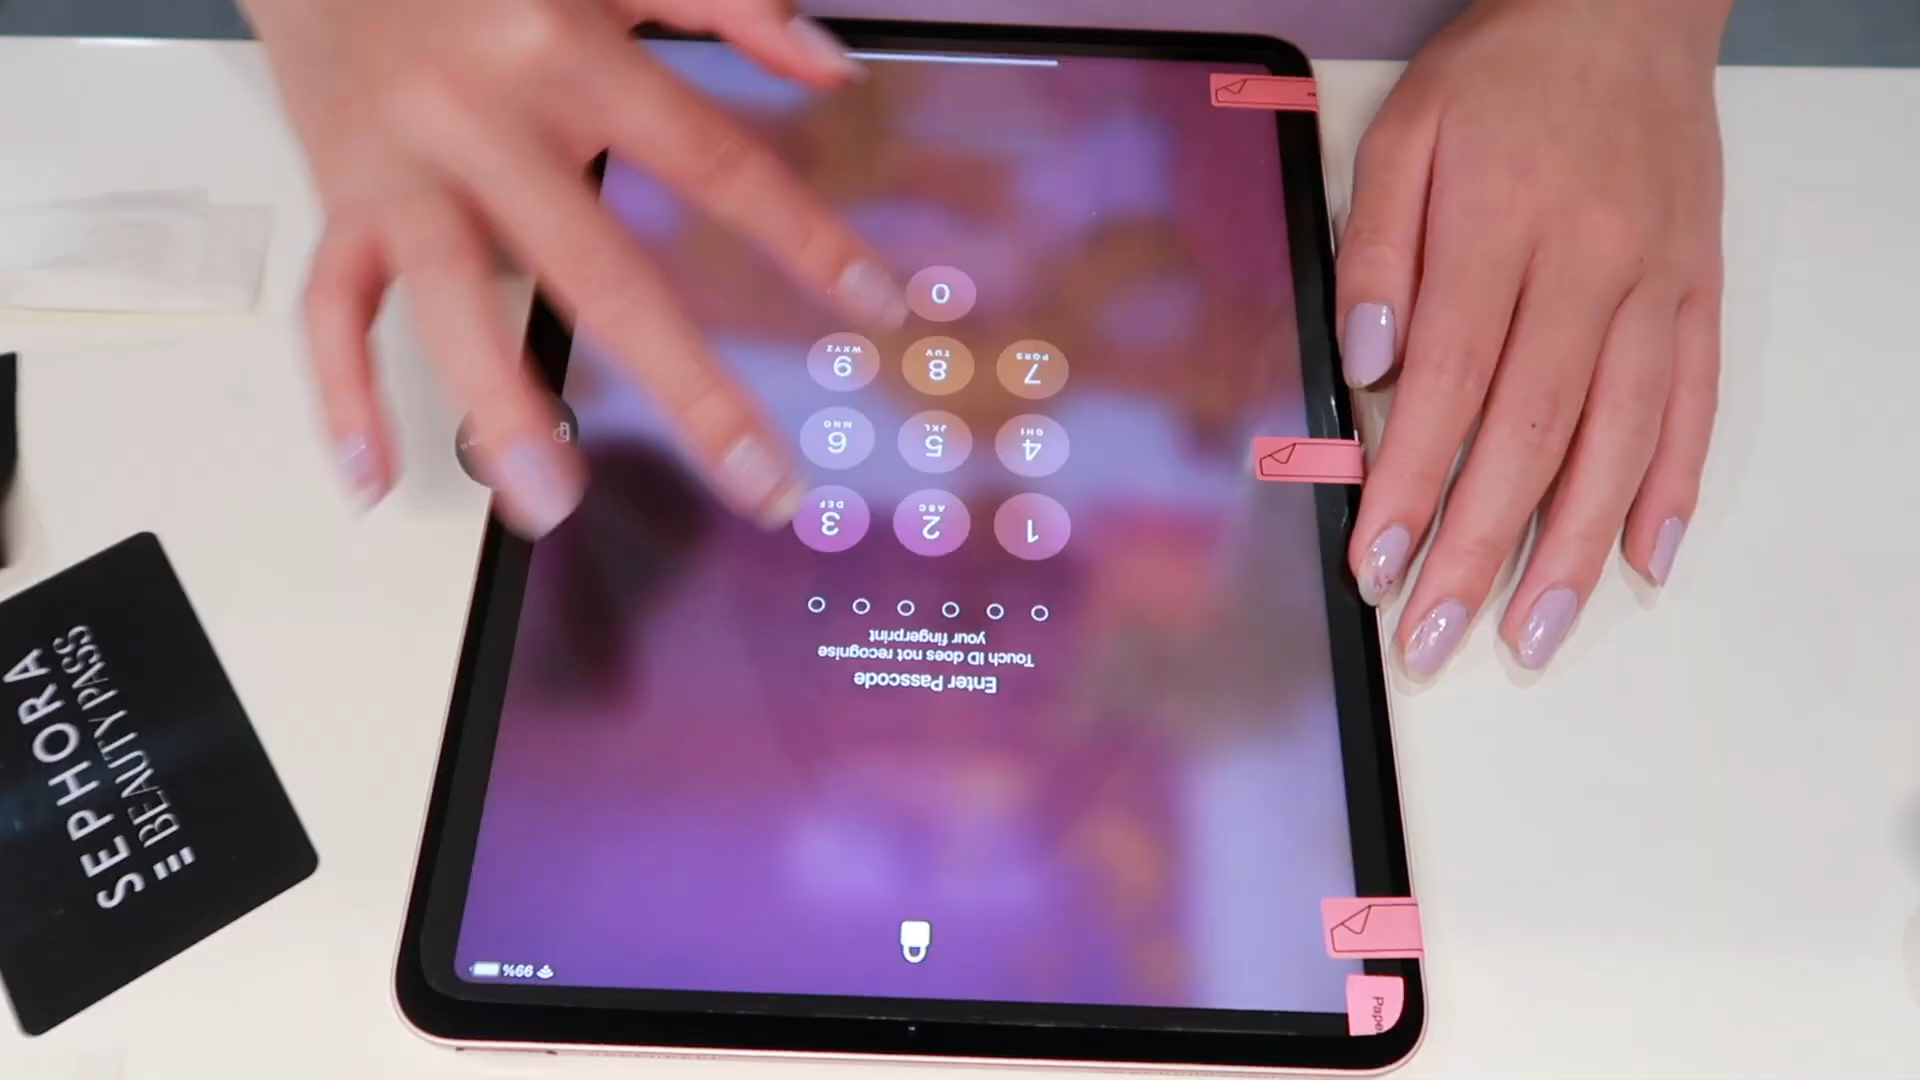 99%
Enter Passcode
Touch ID does not recognise
your fingerprint
1
2
ABC
3
DEF
4
GHI
5
JKL
6
MNO
7
PQRS
8
TUV
9
WXYZ
0
SEPHORA
BEAUTY PASS
Pape